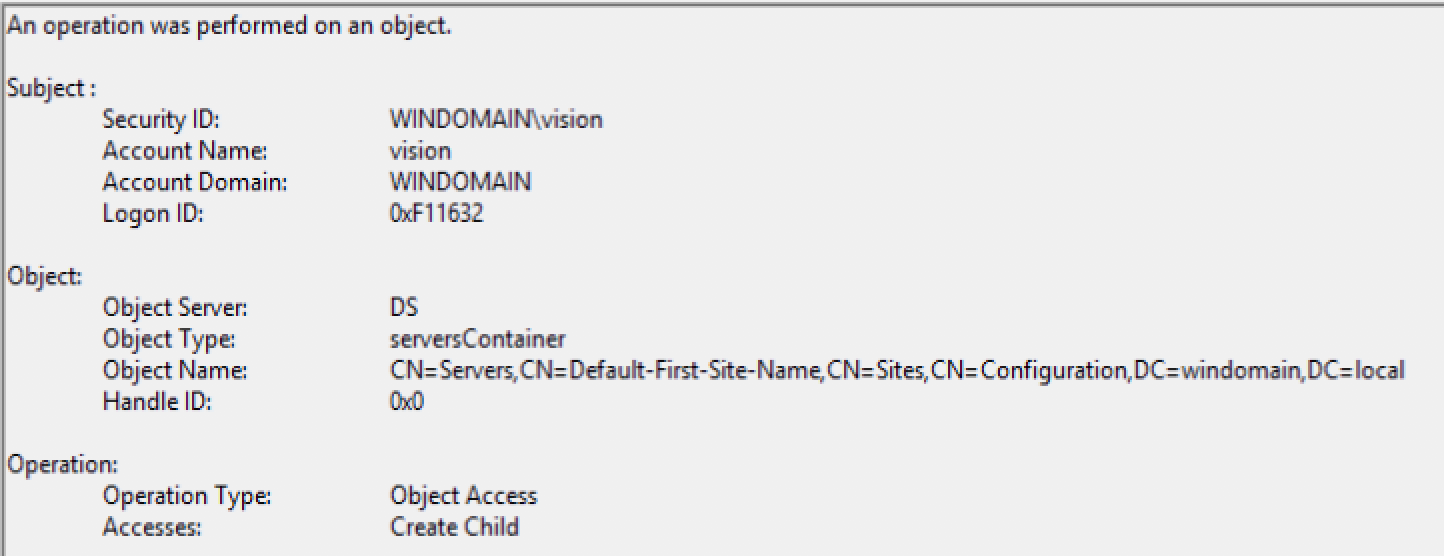 An operation was performed on an object.
Subject :
Security ID: WINDOMAIN\vision
Account Name: vision
Account Domain: WINDOMAIN
Logon ID: 0xF11632
Object:
Object Server: DS
Object Type: serversContainer
Object Name: CN=Servers,CN=Default-First-Site-Name,CN=Sites,CN=Configuration,DC=windomain,DC=local
Handle ID: 0x0
Operation:
Operation Type: Object Access
Accesses: Create Child